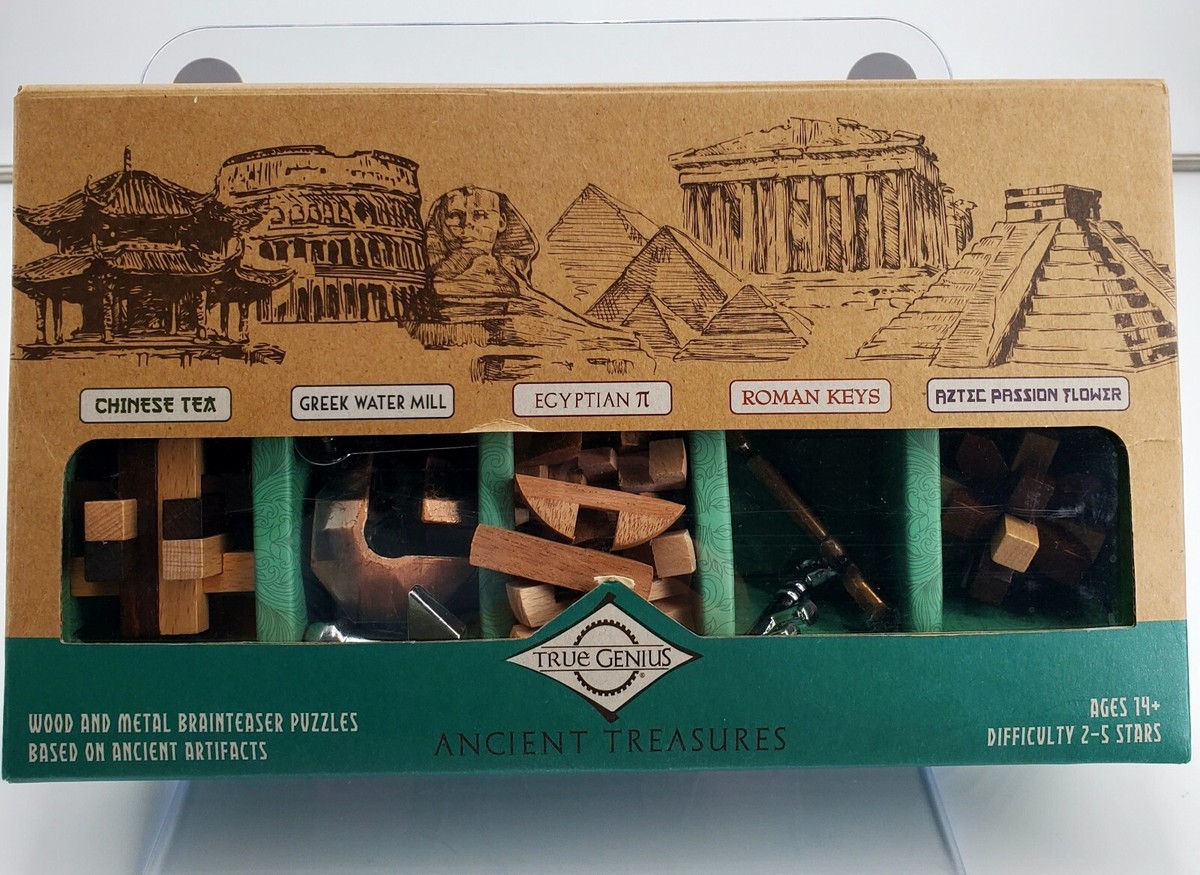 CHINESE TEA
GREEK WATER MILL
EGYPTIAN π
ROMAN KEYS
AZTEC PASSION FLOWER
TRUE GENIUS®
WOOD AND METAL BRAINTEASER PUZZLES
BASED ON ANCIENT ARTIFACTS
ANCIENT TREASURES
AGES 14+
DIFFICULTY 2-5 STARS